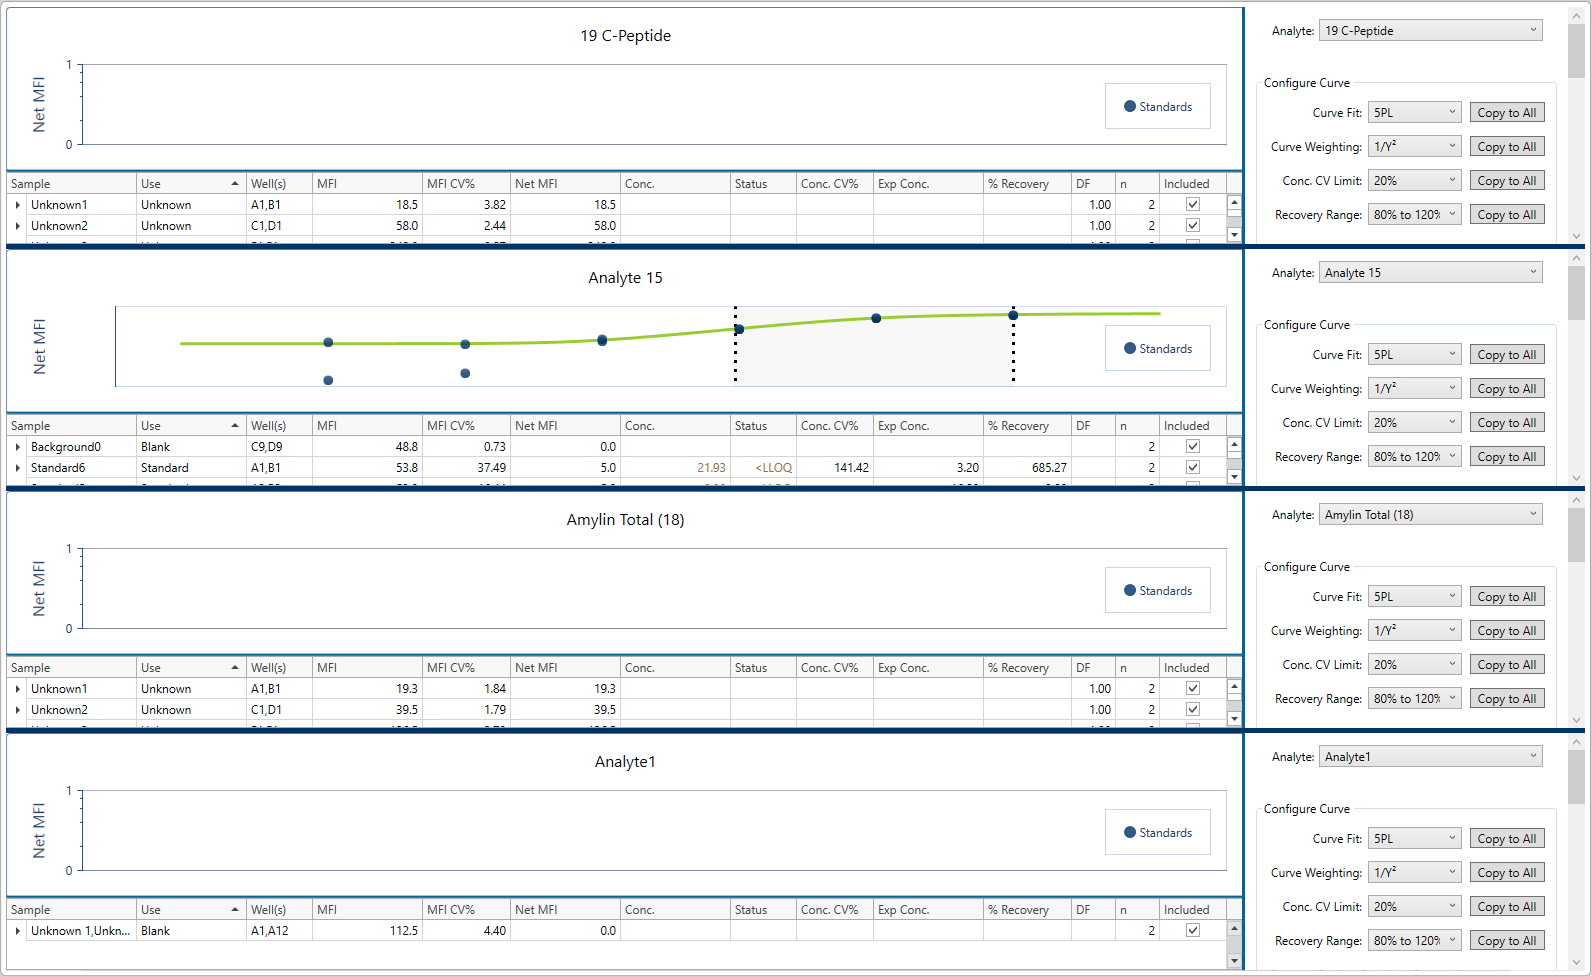 19 C-Peptide
Net MFI
1
0
Standards
Analyte: 19 C-Peptide
Configure Curve
Curve Fit: 5PL Copy to All
Curve Weighting: 1/Y² Copy to All
Conc. CV Limit: 20% Copy to All
Recovery Range: 80% to 120% Copy to All
Sample Use Well(s) MFI MFI CV% Net MFI Conc. Status Conc. CV% Exp Conc. % Recovery DF n Included
Unknown1 Unknown A1,B1 18.5 3.82 18.5 1.00 2
Unknown2 Unknown C1,D1 58.0 2.44 58.0 1.00 2
Analyte 15
Net MFI
Standards
Analyte: Analyte 15
Configure Curve
Curve Fit: 5PL Copy to All
Curve Weighting: 1/Y² Copy to All
Conc. CV Limit: 20% Copy to All
Recovery Range: 80% to 120% Copy to All
Sample Use Well(s) MFI MFI CV% Net MFI Conc. Status Conc. CV% Exp Conc. % Recovery DF n Included
Background0 Blank C9,D9 48.8 0.73 0.0 2
Standard6 Standard A1,B1 53.8 37.49 5.0 21.93 <LLOQ 141.42 3.20 685.27 2
Amylin Total (18)
Net MFI
1
0
Standards
Analyte: Amylin Total (18)
Configure Curve
Curve Fit: 5PL Copy to All
Curve Weighting: 1/Y² Copy to All
Conc. CV Limit: 20% Copy to All
Recovery Range: 80% to 120% Copy to All
Sample Use Well(s) MFI MFI CV% Net MFI Conc. Status Conc. CV% Exp Conc. % Recovery DF n Included
Unknown1 Unknown A1,B1 19.3 1.84 19.3 1.00 2
Unknown2 Unknown C1,D1 39.5 1.79 39.5 1.00 2
Analyte1
Net MFI
1
0
Standards
Analyte: Analyte1
Configure Curve
Curve Fit: 5PL Copy to All
Curve Weighting: 1/Y² Copy to All
Conc. CV Limit: 20% Copy to All
Recovery Range: 80% to 120% Copy to All
Sample Use Well(s) MFI MFI CV% Net MFI Conc. Status Conc. CV% Exp Conc. % Recovery DF n Included
Unknown 1,Unkn... Blank A1,A12 112.5 4.40 0.0 2